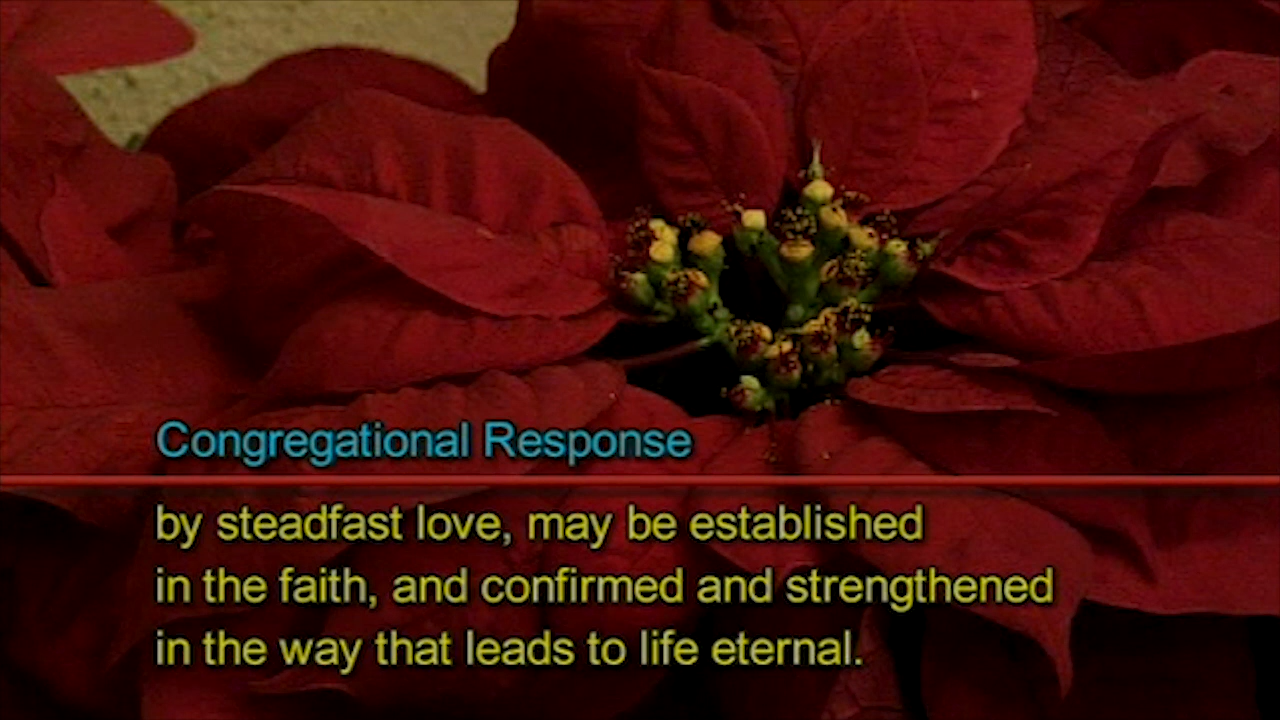 Congregational Response
by steadfast love, may be established
in the faith, and confirmed and strengthened
in the way that leads to life eternal.